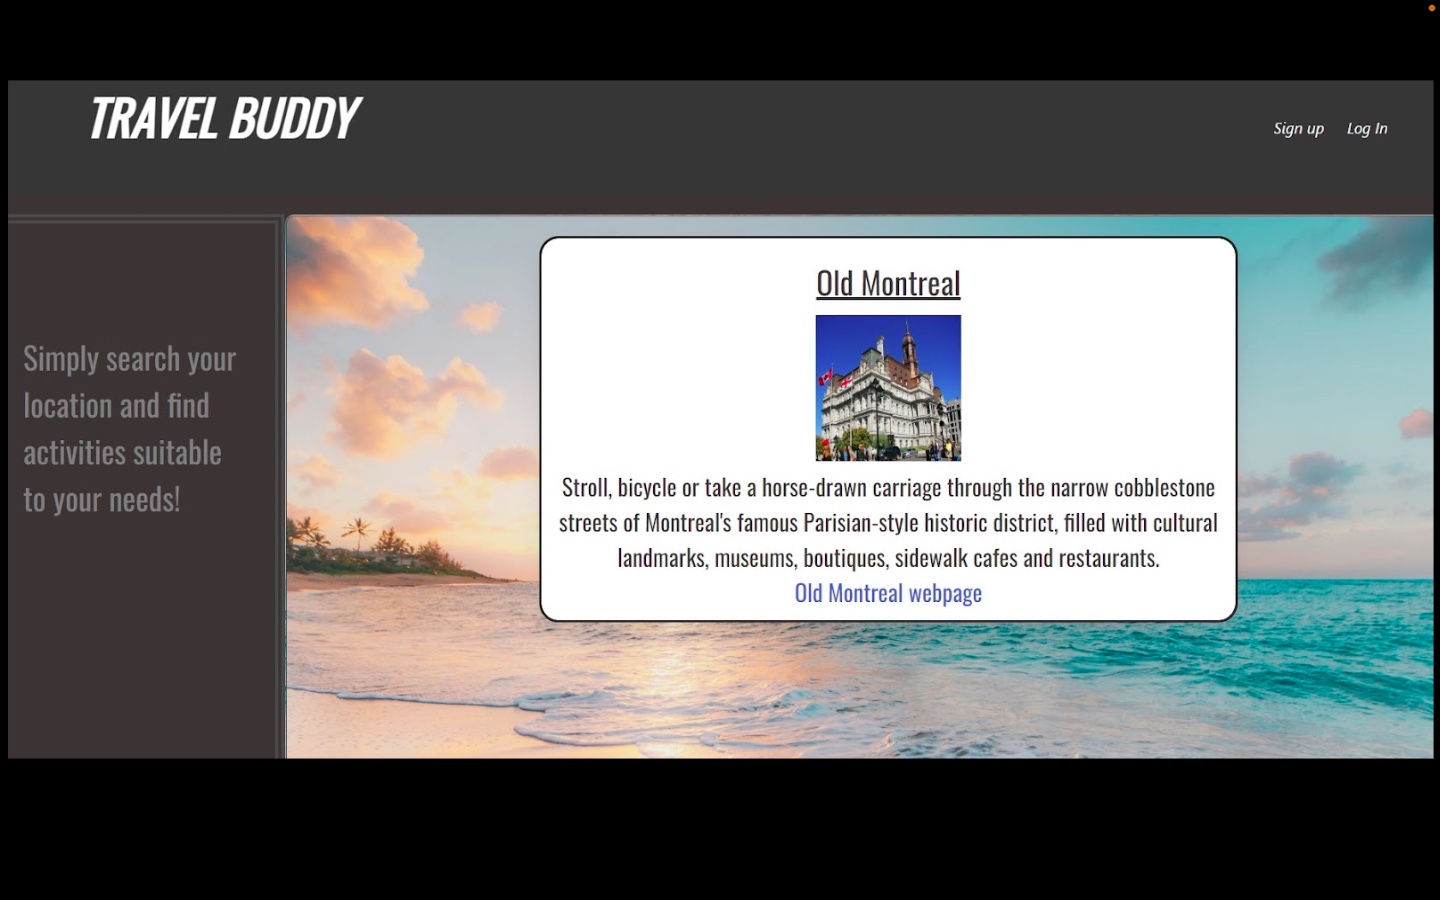 TRAVEL BUDDY
Sign up Log In
Simply search your
location and find
activities suitable
to your needs!
Old Montreal
Stroll, bicycle or take a horse-drawn carriage through the narrow cobblestone
streets of Montreal's famous Parisian-style historic district, filled with cultural
landmarks, museums, boutiques, sidewalk cafes and restaurants.
Old Montreal webpage